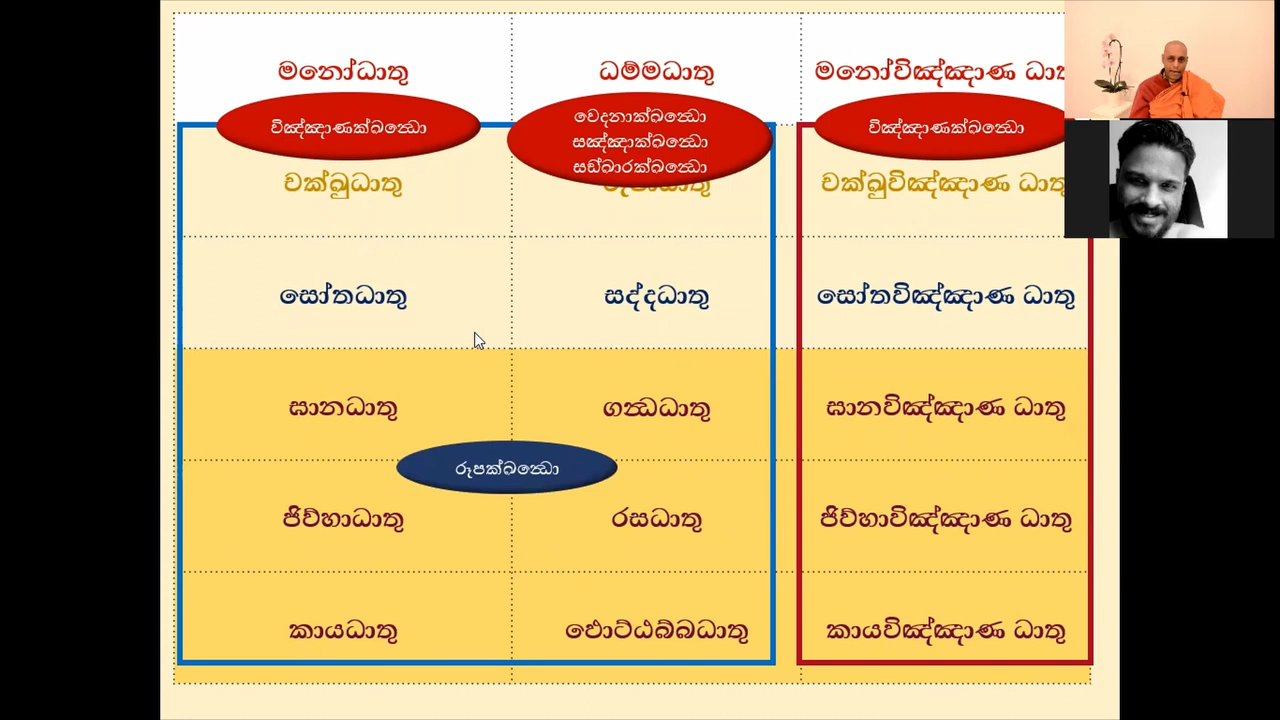 මනෝධාතු ධම්මධාතු මනෝවිඤ්ඤාණ ධාතු
විඤ්ඤාණක්ඛන්ධො
වෙදනාක්ඛන්ධො
සඤ්ඤාක්ඛන්ධො
සඞ්ඛාරක්ඛන්ධො
විඤ්ඤාණක්ඛන්ධො
චක්ඛුධාතු රූපධාතු චක්ඛුවිඤ්ඤාණ ධාතු
සෝතධාතු සද්දධාතු සෝතවිඤ්ඤාණ ධාතු
ඝානධාතු ගන්ධධාතු ඝානවිඤ්ඤාණ ධාතු
රූපක්ඛන්ධො
ජිව්හාධාතු රසධාතු ජිව්හාවිඤ්ඤාණ ධාතු
කායධාතු ඵොට්ඨබ්බධාතු කායවිඤ්ඤාණ ධාතු